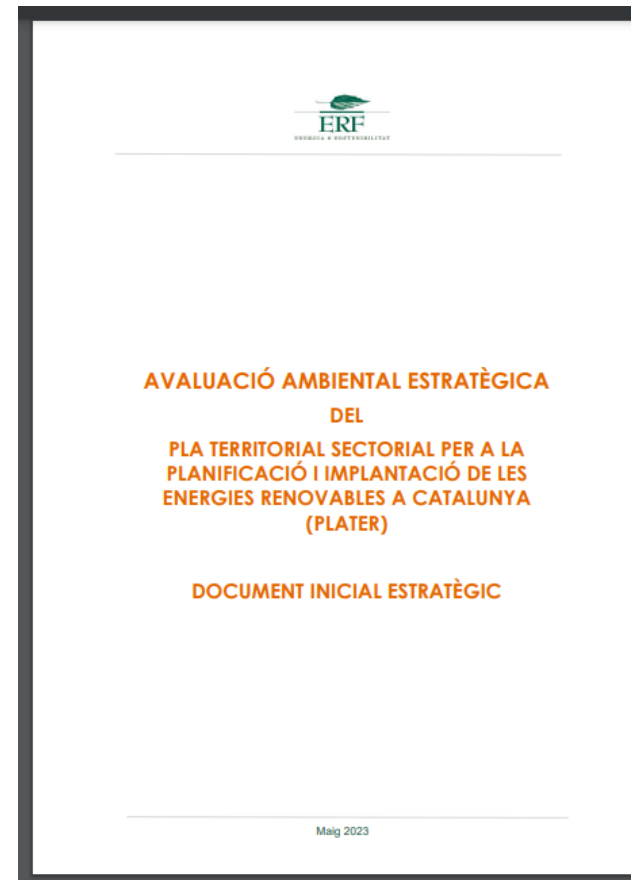 ERF
ENERGIA & SOSTENIBILITAT
AVALUACIÓ AMBIENTAL ESTRATÈGICA
DEL
PLA TERRITORIAL SECTORIAL PER A LA
PLANIFICACIÓ I IMPLANTACIÓ DE LES
ENERGIES RENOVABLES A CATALUNYA
(PLATER)
DOCUMENT INICIAL ESTRATÈGIC
Maig 2023